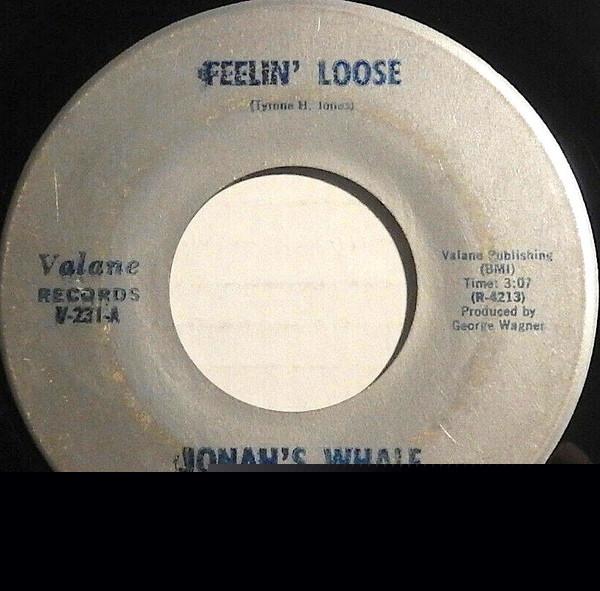 FEELIN' LOOSE
(Tyrone H. Jones)
Valane
RECORDS
V-231-A
Valane Publishing
(BMI)
Time: 3:07
(R-4213)
Produced by
George Wagner
JONAH'S WHALE